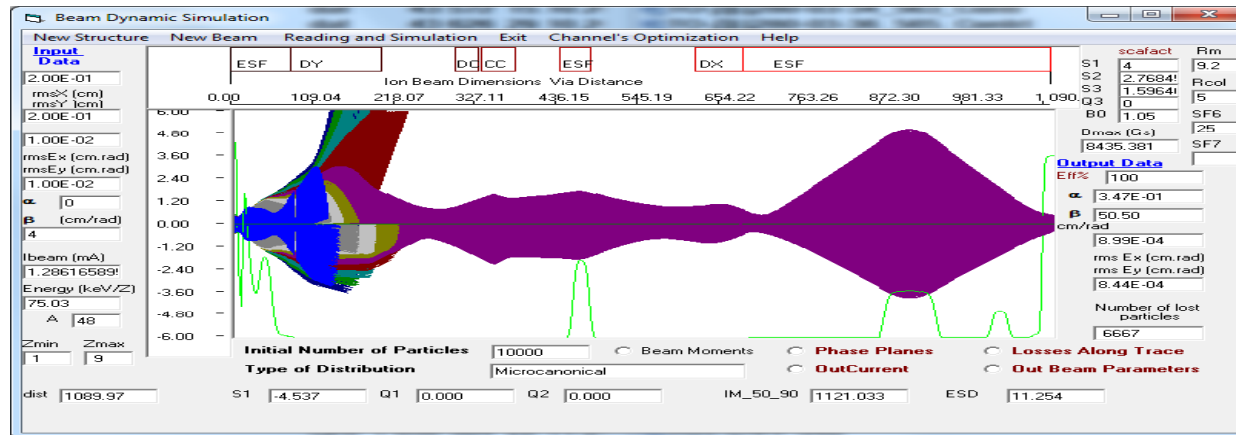 Beam Dynamic Simulation
New Structure New Beam Reading and Simulation Exit Channel's Optimization Help
Input Data
2.00E-01
rmsX (cm)
rmsY )cm)
2.00E-01
1.00E-02
rmsEx (cm.rad)
rmsEy (cm.rad)
1.00E-02
α 0
β (cm/rad)
4
Ibeam (mA)
1.28616589!
Energy (keV/Z)
75.03
A 48
Zmin Zmax
1 9
ESF DY CC ESF DX ESF
Ion Beam Dimensions Via Distance
0.00 109.04 218.07 327.11 436.15 545.19 654.22 763.26 872.30 981.33 1,090.
6.00
4.80
3.60
2.40
1.20
0.00
-1.20
-2.40
-3.60
-4.80
-6.00
scafact Rm
S1 4 9.2
S2 2.7684!
S3 1.5964! Rcol
Q3 0 5
B0 1.05 SF6
Dmax (Gs) 25
8435.381 SF7
Output Data
Eff% 100
α 3.47E-01
β 50.50
cm/rad
8.99E-04
rms Ex (cm.rad)
rms Ey (cm.rad)
8.44E-04
Number of lost particles
6667
Initial Number of Particles 10000 Beam Moments Phase Planes Losses Along Trace
Type of Distribution Microcanonical OutCurrent Out Beam Parameters
dist 1089.97 S1 -4.537 Q1 0.000 Q2 0.000 IM_50_90 1121.033 ESD 11.254